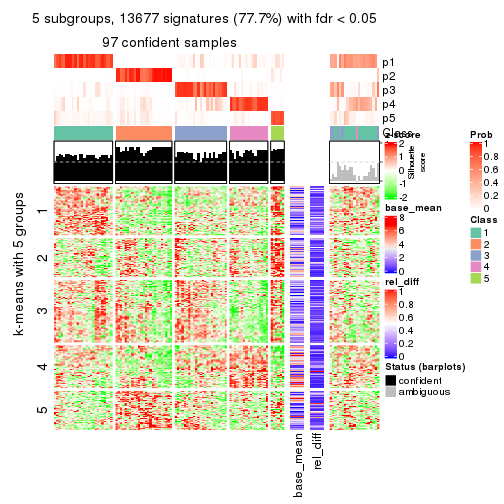 5 subgroups, 13677 signatures (77.7%) with fdr < 0.05
97 confident samples
p1
p2
p3
p4
p5
Class
Silhouette
score
z-score
2
1
0
-1
-2
base_mean
8
6
4
2
0
rel_diff
1
0.8
0.6
0.4
0.2
0
Status (barplots)
confident
ambiguous
Prob
1
0.8
0.6
0.4
0.2
0
Class
1
2
3
4
5
k-means with 5 groups
1
2
3
4
5
base_mean
rel_diff